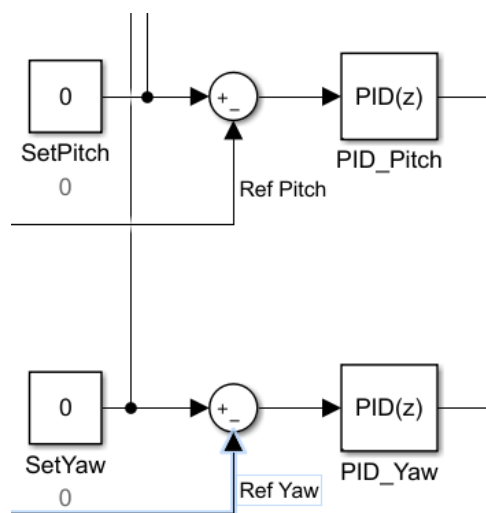 0
+
−
PID(z)
SetPitch
PID_Pitch
0
Ref Pitch
0
+
−
PID(z)
SetYaw
PID_Yaw
0
Ref Yaw